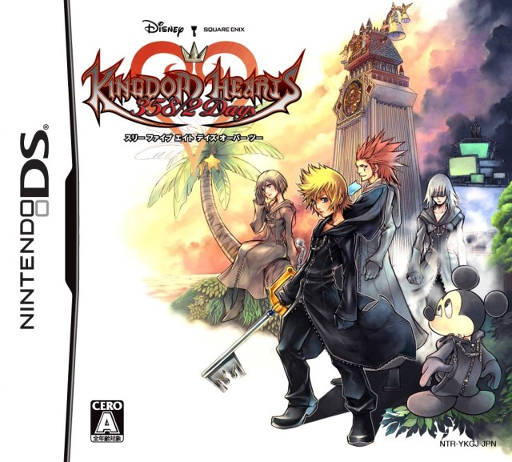 Disney
SQUARE ENIX
KINGDOM HEARTS
358/2 Days
スリー ファイブ エイト デイズ オーバー ツー
NINTENDO DS
CERO
A
全年齢対象
NTR-YKGJ-JPN